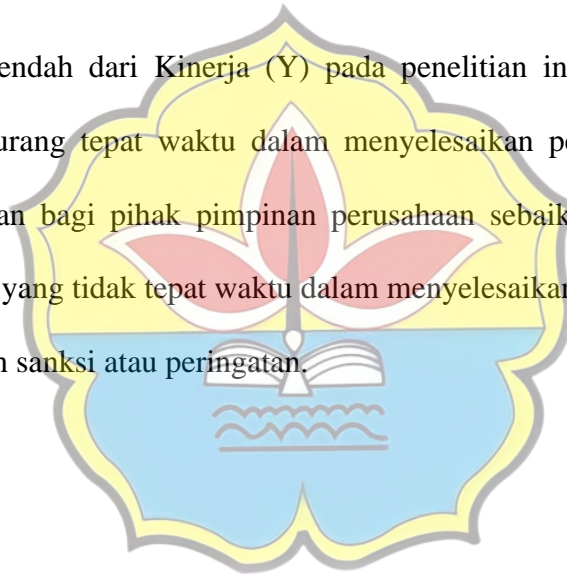 endah dari Kinerja (Y) pada penelitian in
urang tepat waktu dalam menyelesaikan pe
an bagi pihak pimpinan perusahaan sebaik
yang tidak tepat waktu dalam menyelesaikan
n sanksi atau peringatan.